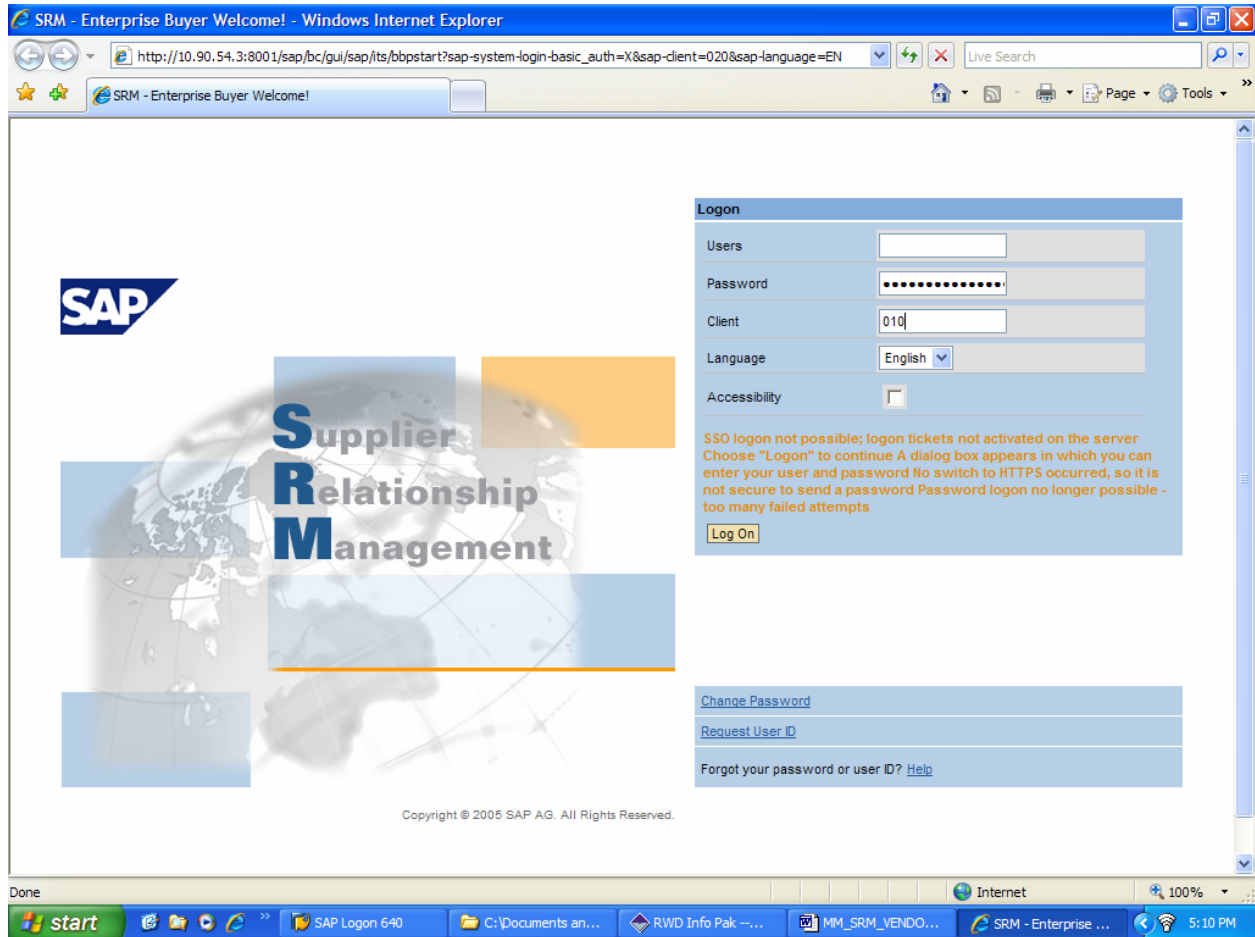 SRM - Enterprise Buyer Welcome! - Windows Internet Explorer
http://10.90.54.3:8001/sap/bc/gui/sap/its/bbpstart?sap-system-login-basic_auth=X&sap-client=020&sap-language=EN
Live Search
SRM - Enterprise Buyer Welcome!
Page
Tools
»
Logon
Users
Password
Client 010
Language English
Accessibility
SSO logon not possible; logon tickets not activated on the server
Choose "Logon" to continue A dialog box appears in which you can
enter your user and password No switch to HTTPS occurred, so it is
not secure to send a password Password logon no longer possible -
too many failed attempts
Log On
SAP
Supplier
Relationship
Management
Change Password
Request User ID
Forgot your password or user ID? Help
Copyright © 2005 SAP AG. All Rights Reserved.
Done
Internet
100%
start
»
SAP Logon 640
C:\Documents an...
RWD Info Pak --...
MM_SRM_VENDO...
SRM - Enterprise ...
5:10 PM